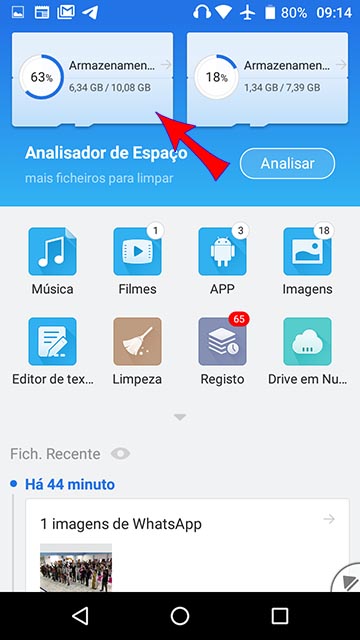 80% 09:14
63%
Armazenamen...
6,34 GB / 10,08 GB
18%
Armazenamen...
1,34 GB / 7,39 GB
Analisador de Espaço
mais ficheiros para limpar
Analisar
1
3
18
Música Filmes APP Imagens
65
Editor de tex... Limpeza Registo Drive em Nu...
Fich. Recente
Há 44 minuto
1 imagens de WhatsApp